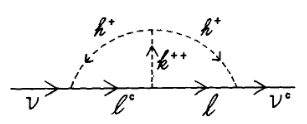 h⁺ h⁺
k⁺⁺
ν ℓᶜ ℓ νᶜ